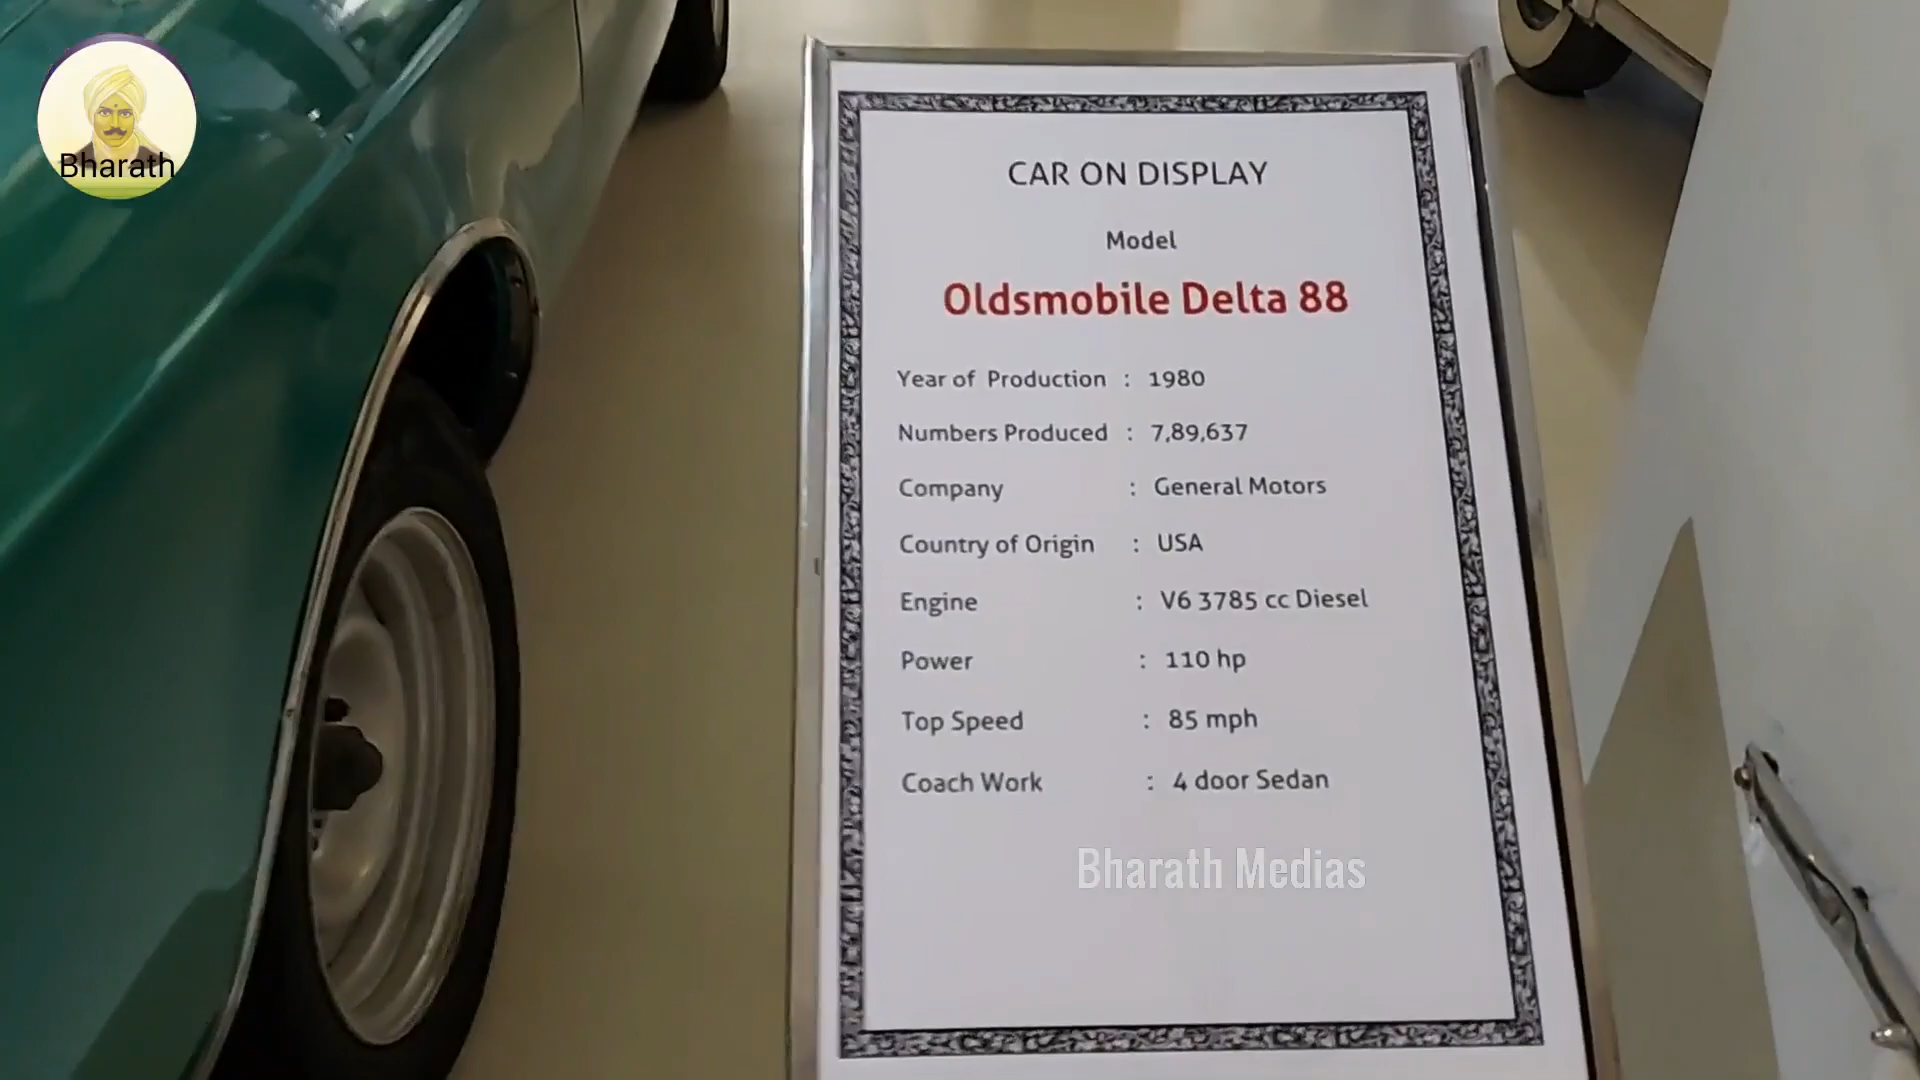 Bharath
CAR ON DISPLAY
Model
Oldsmobile Delta 88
Year of Production : 1980
Numbers Produced : 7,89,637
Company : General Motors
Country of Origin : USA
Engine : V6 3785 cc Diesel
Power : 110 hp
Top Speed : 85 mph
Coach Work : 4 door Sedan
Bharath Medias